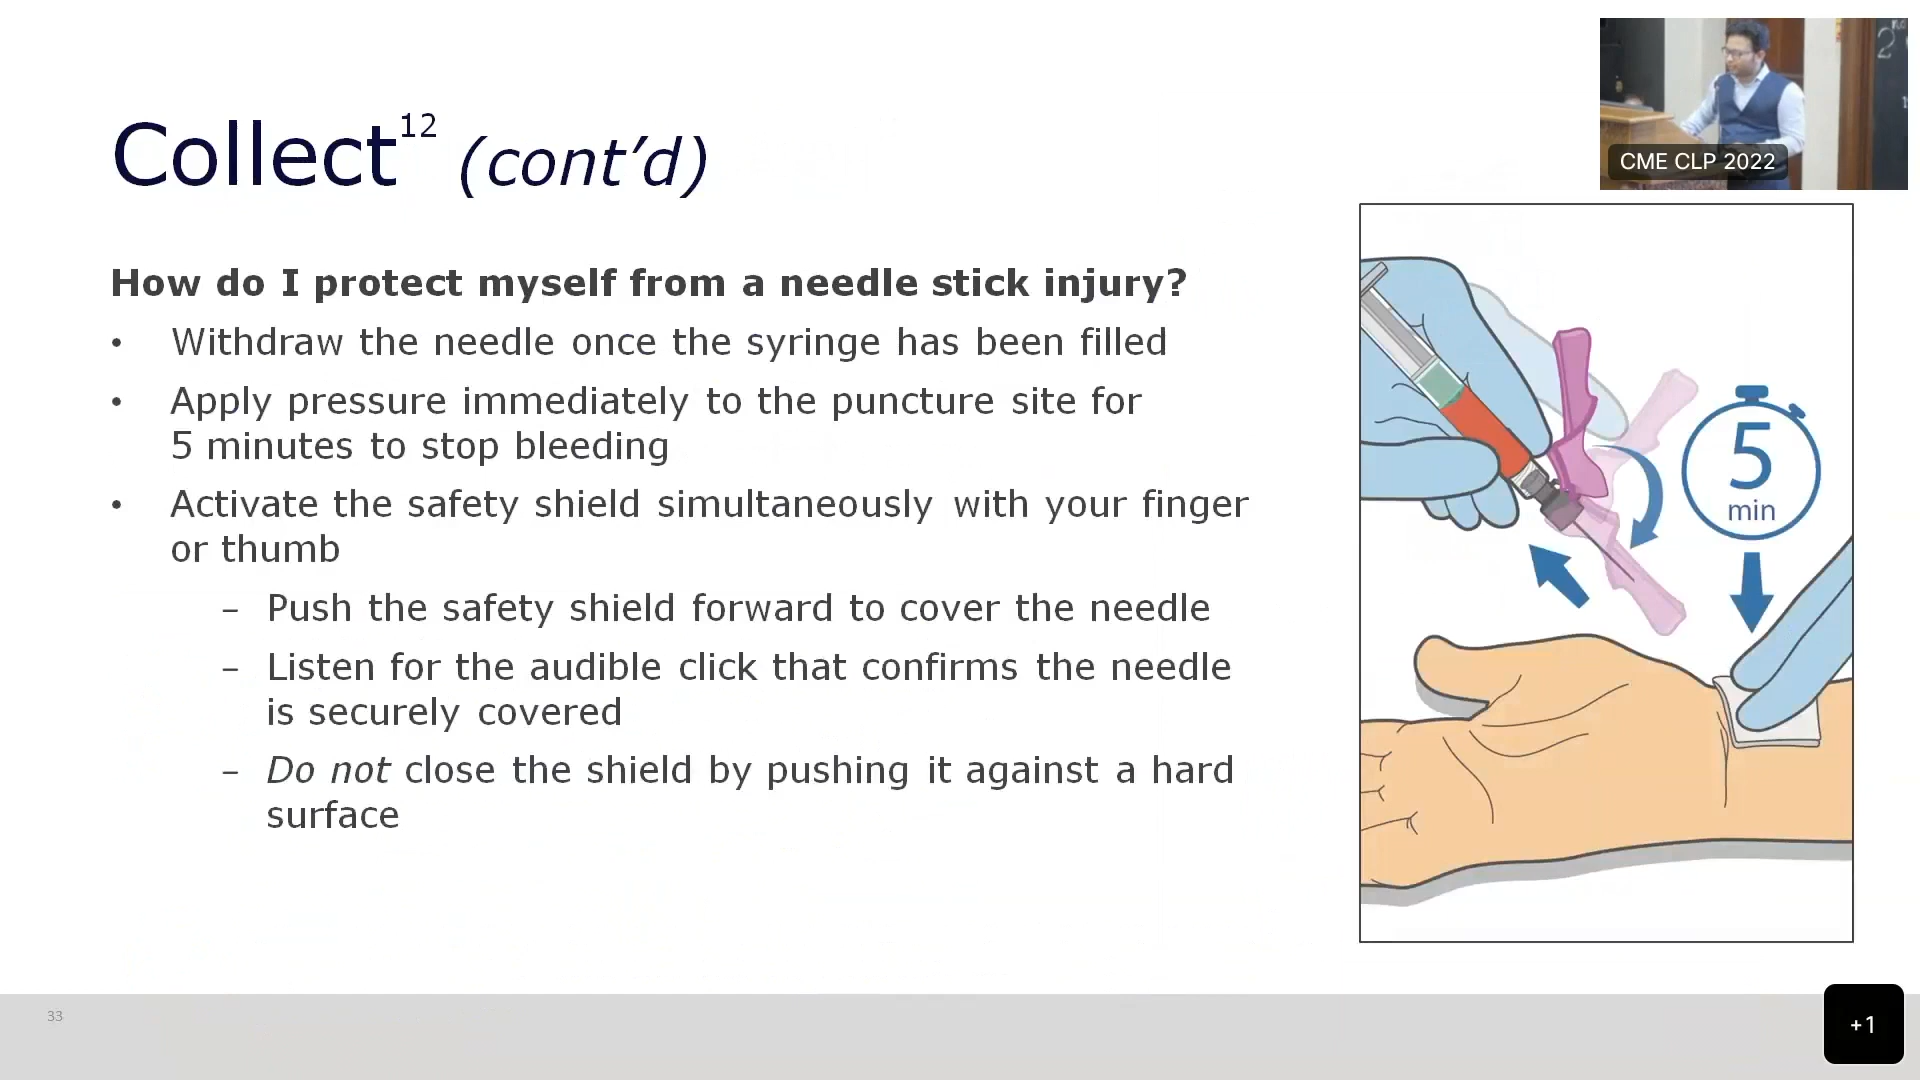 CME CLP 2022
Collect12 (cont’d)
How do I protect myself from a needle stick injury?
• Withdraw the needle once the syringe has been filled
• Apply pressure immediately to the puncture site for
5 minutes to stop bleeding
• Activate the safety shield simultaneously with your finger
or thumb
– Push the safety shield forward to cover the needle
– Listen for the audible click that confirms the needle
is securely covered
– Do not close the shield by pushing it against a hard
surface
5
min
33
+1